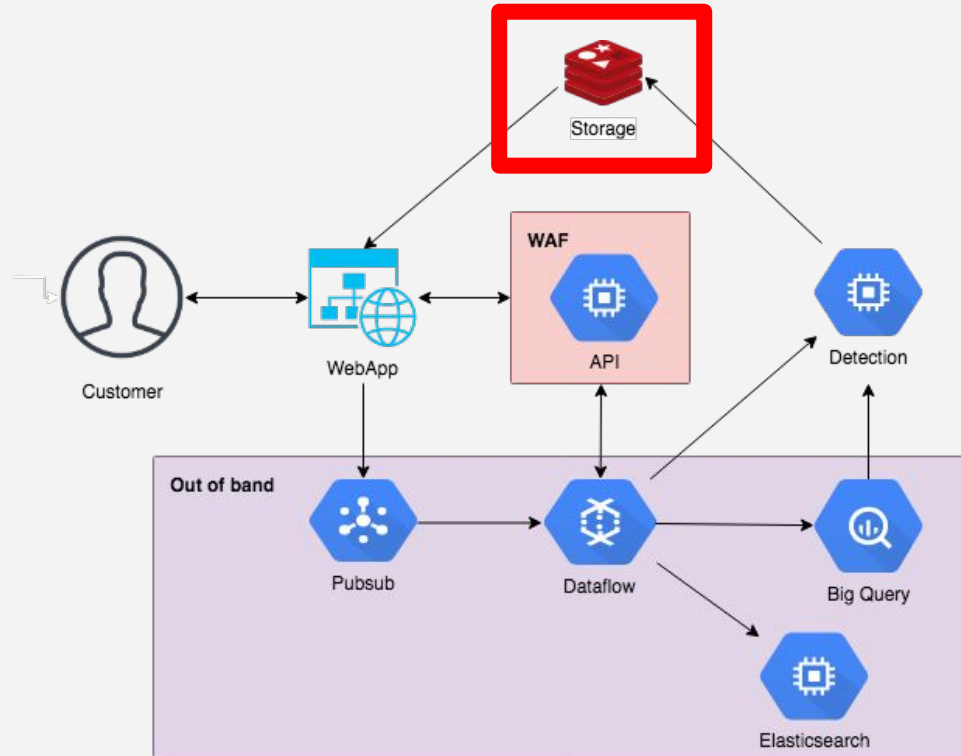 Storage
WAF
API
Detection
WebApp
Customer
Out of band
Pubsub
Dataflow
Big Query
Elasticsearch